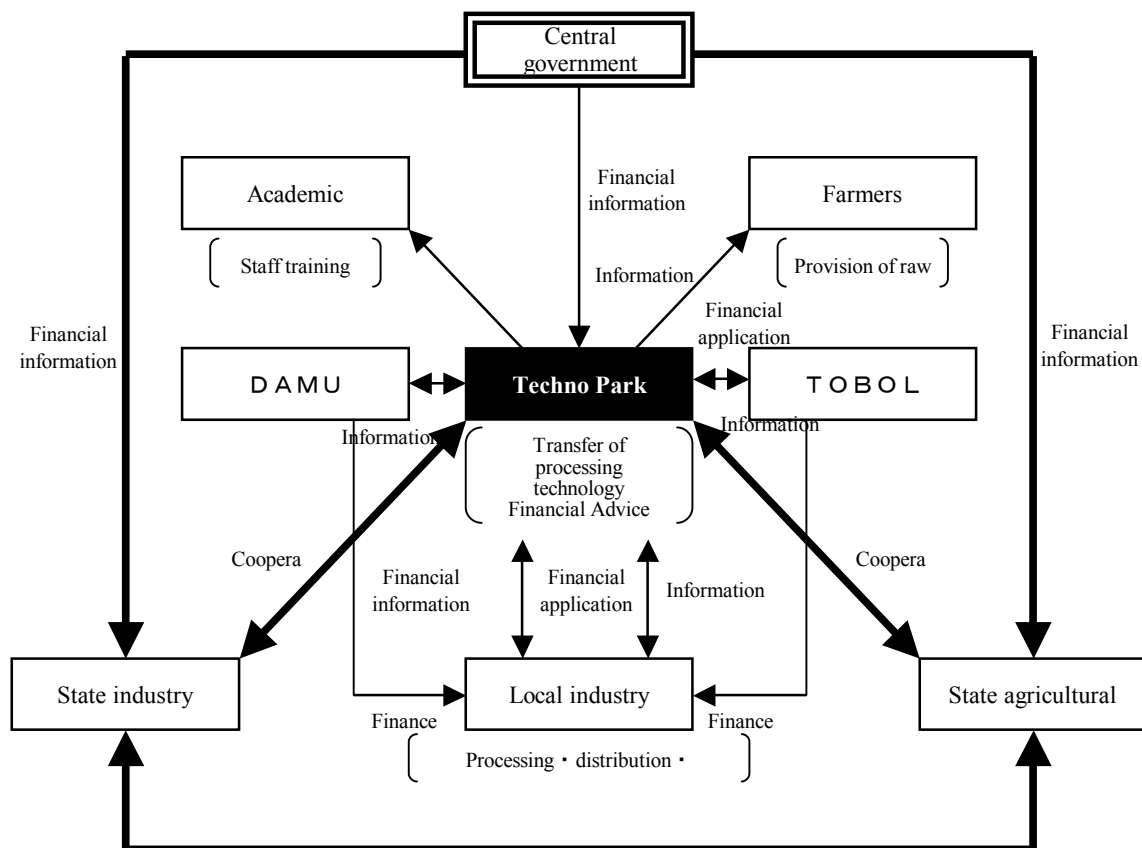 Central
government
Academic
Farmers
Financial
information
Staff training
Information
Provision of raw
Financial
information
Financial
application
Financial
information
DAMU
Techno Park
TOBOL
Information
Information
Transfer of
processing
technology
Financial Advice
Coopera
Coopera
Financial
information
Financial
application
Information
State industry
Local industry
State agricultural
Finance
Finance
Processing・distribution・